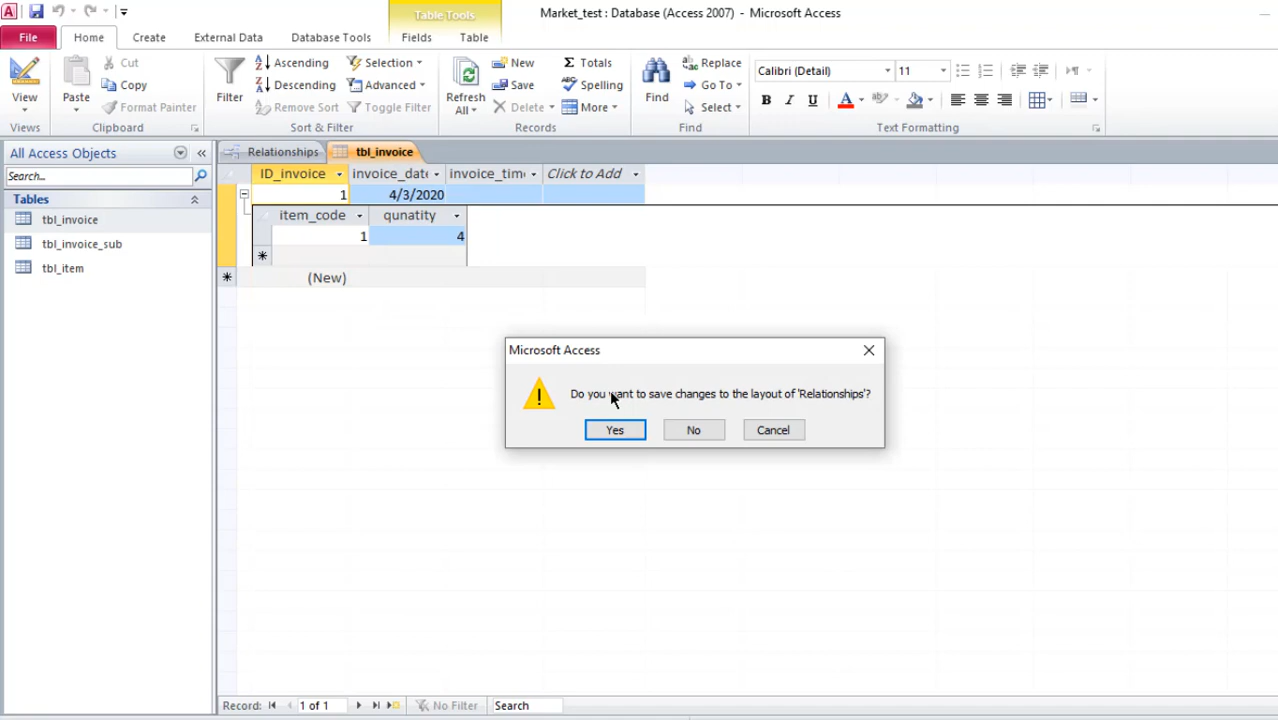 Table Tools
Market_test : Database (Access 2007) - Microsoft Access
File Home Create External Data Database Tools Fields Table
View
Views
Paste
Cut
Copy
Format Painter
Clipboard
Filter
Ascending
Descending
Remove Sort
Selection
Advanced
Toggle Filter
Sort & Filter
Refresh
All
New
Save
Delete
Totals
Spelling
More
Records
Find
Replace
Go To
Select
Find
Calibri (Detail) 11
B I U A
Text Formatting
All Access Objects
Search...
Tables
tbl_invoice
tbl_invoice_sub
tbl_item
Relationships tbl_invoice
ID_invoice invoice_date invoice_time Click to Add
1 4/3/2020
item_code qunatity
1 4
(New)
Microsoft Access
Do you want to save changes to the layout of 'Relationships'?
Yes No Cancel
Record: 1 of 1 No Filter Search